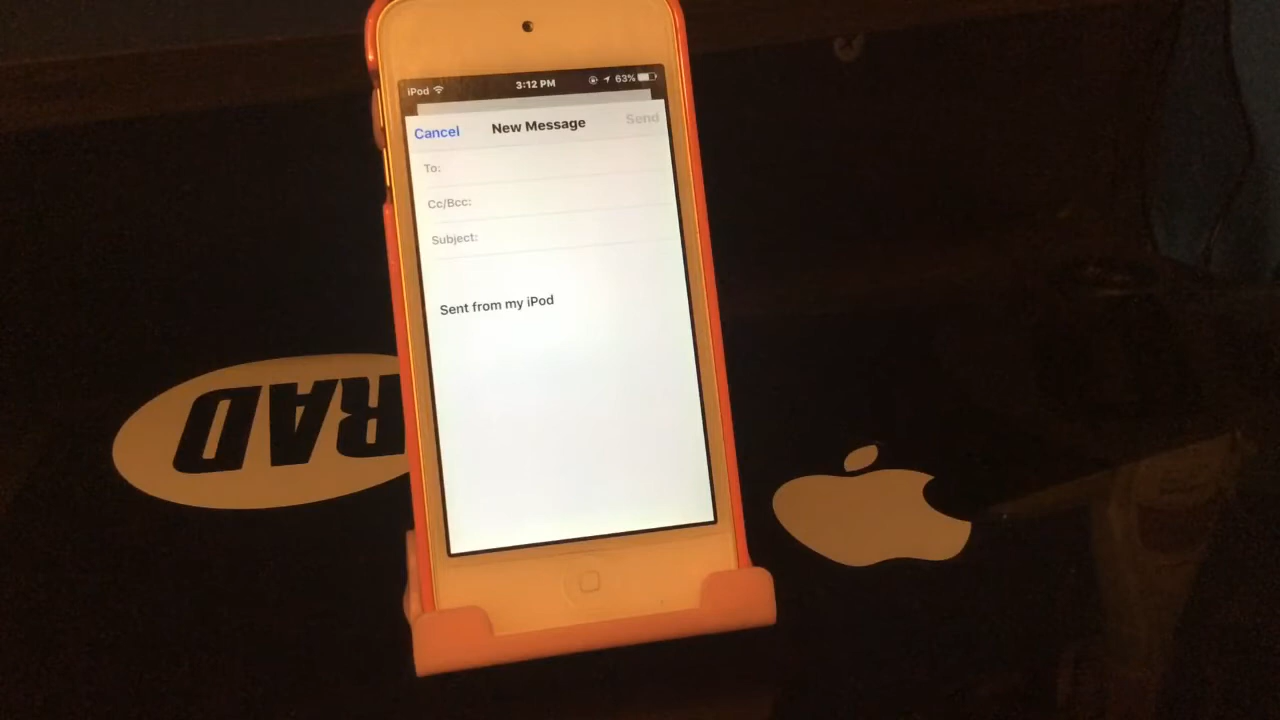 iPod 3:12 PM 63%
Cancel New Message Send
To:
Cc/Bcc:
Subject:
Sent from my iPod
RAD